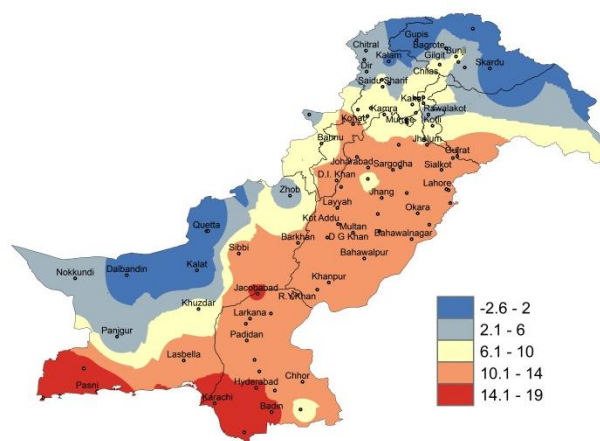 Gupis
Chitral
Bagrote
Kalam
Gilgit
Bunji
Dir
Skardu
Chilas
Saidu Sharif
Kakul
Kamra
Rawalakot
Kohat
Murree
Kotli
Bannu
Jhelum
Gujrat
Joharabad
Sargodha
Sialkot
D.I. Khan
Zhob
Jhang
Lahore
Layyah
Okara
Kot Addu
Quetta
Multan
Barkhan
D G Khan
Bahawalnagar
Sibbi
Bahawalpur
Nokkundi
Dalbandin
Kalat
Khanpur
Jacobabad
R.Y.Khan
Khuzdar
Larkana
Panjgur
Padidan
Lasbella
Pasni
Hyderabad
Chhor
Karachi
Badin
-2.6 - 2
2.1 - 6
6.1 - 10
10.1 - 14
14.1 - 19